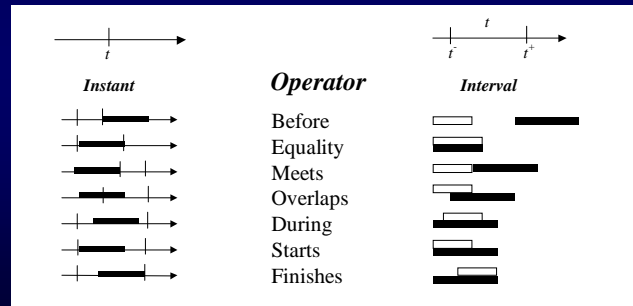 t
t
t- t+
Instant Operator Interval
Before
Equality
Meets
Overlaps
During
Starts
Finishes